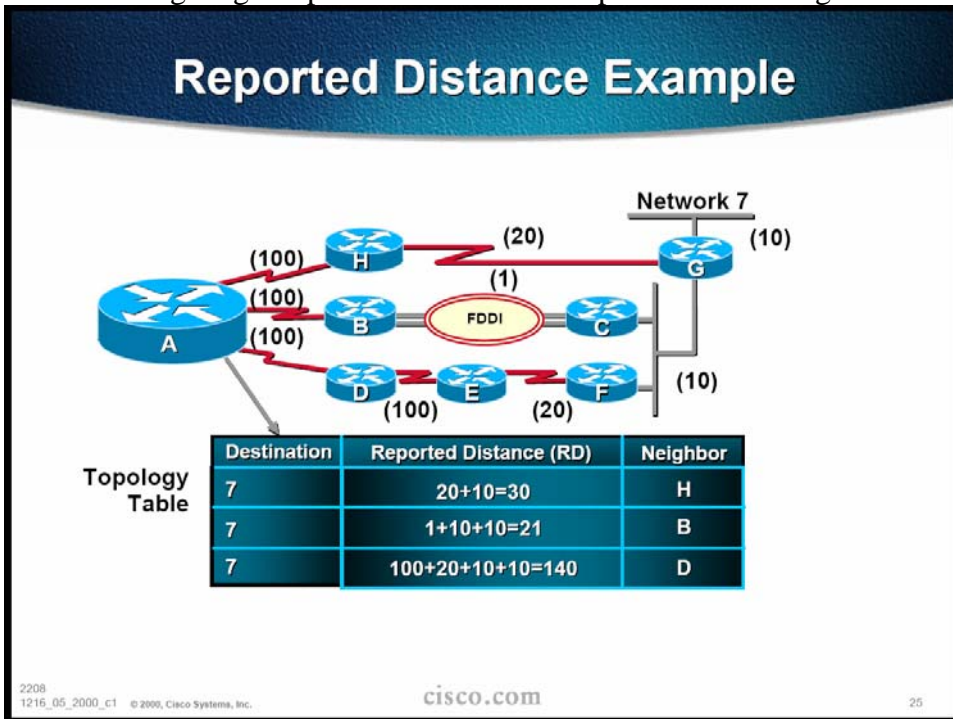 Reported Distance Example
Network 7
(20)
(10)
(100)
H
G
(1)
(100)
B
FDDI
C
A
(100)
D
E
F
(10)
(100)
(20)
Topology
Table
Destination Reported Distance (RD) Neighbor
7 20+10=30 H
7 1+10+10=21 B
7 100+20+10+10=140 D
2208
1216_05_2000_c1 © 2000, Cisco Systems, Inc.
cisco.com
25